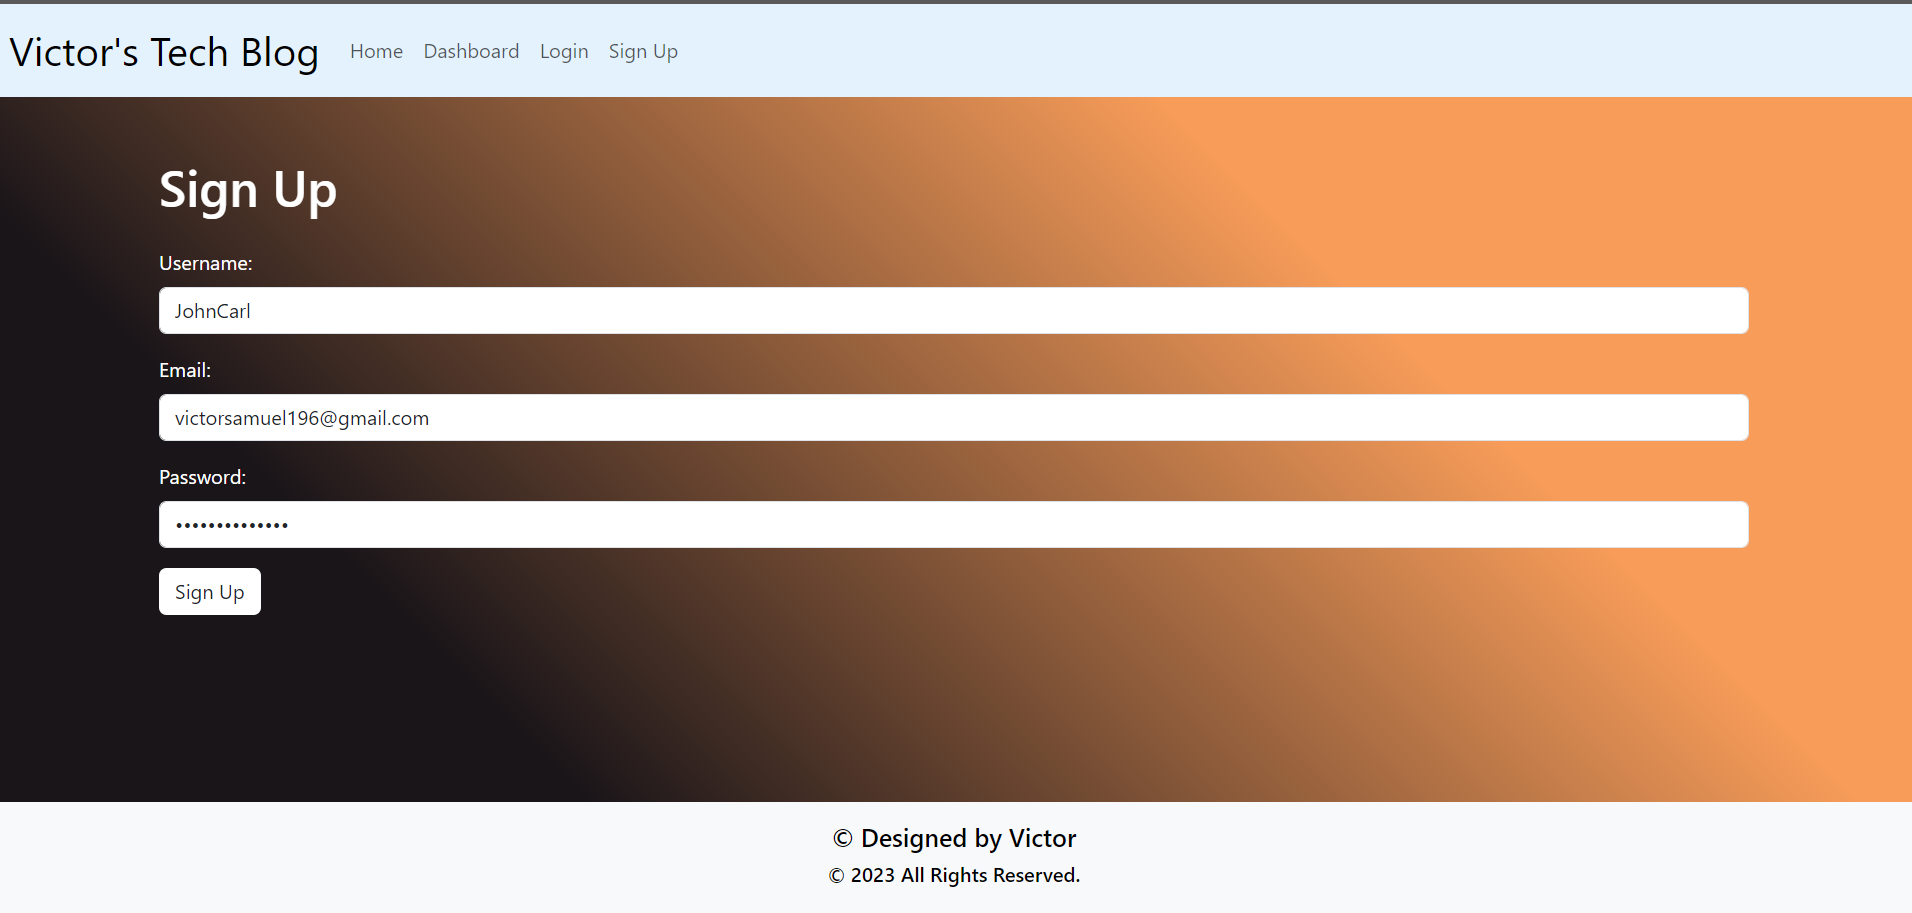 Victor's Tech Blog Home Dashboard Login Sign Up
Sign Up
Username:
JohnCarl
Email:
victorsamuel196@gmail.com
Password:
••••••••••••••
Sign Up
© Designed by Victor
© 2023 All Rights Reserved.